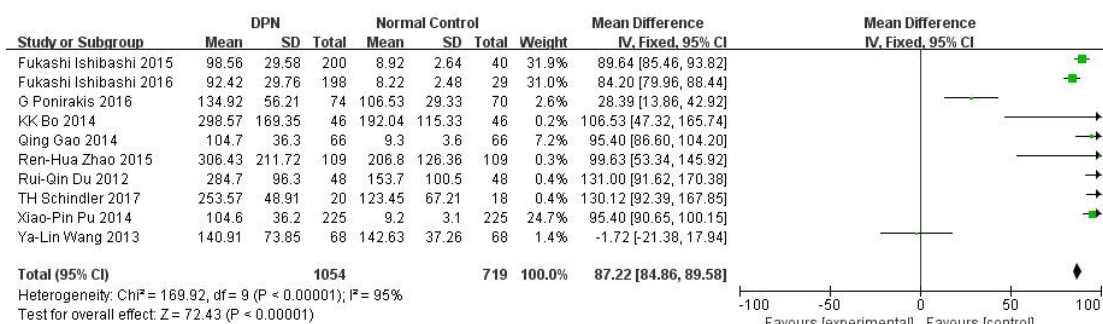 DPN Normal Control Mean Difference Mean Difference
Study or Subgroup Mean SD Total Mean SD Total Weight IV, Fixed, 95% CI IV, Fixed, 95% CI
Fukashi Ishibashi 2015 98.56 29.58 200 8.92 2.64 40 31.9% 89.64 [85.46, 93.82]
Fukashi Ishibashi 2016 92.42 29.76 198 8.22 2.48 29 31.0% 84.20 [79.96, 88.44]
G Ponirakis 2016 134.92 56.21 74 106.53 29.33 70 2.6% 28.39 [13.86, 42.92]
KK Bo 2014 298.57 169.35 46 192.04 115.33 46 0.2% 106.53 [47.32, 165.74]
Qing Gao 2014 104.7 36.3 66 9.3 3.6 66 7.2% 95.40 [86.60, 104.20]
Ren-Hua Zhao 2015 306.43 211.72 109 206.8 126.36 109 0.3% 99.63 [53.34, 145.92]
Rui-Qin Du 2012 284.7 96.3 48 153.7 100.5 48 0.4% 131.00 [91.62, 170.38]
TH Schindler 2017 253.57 48.91 20 123.45 67.21 18 0.4% 130.12 [92.39, 167.85]
Xiao-Pin Pu 2014 104.6 36.2 225 9.2 3.1 225 24.7% 95.40 [90.65, 100.15]
Ya-Lin Wang 2013 140.91 73.85 68 142.63 37.26 68 1.4% -1.72 [-21.38, 17.94]
Total (95% CI) 1054 719 100.0% 87.22 [84.86, 89.58]
Heterogeneity: Chi² = 169.92, df = 9 (P < 0.00001); I² = 95%
Test for overall effect: Z = 72.43 (P < 0.00001)
-100 -50 0 50 100
Favours [experimental] Favours [control]